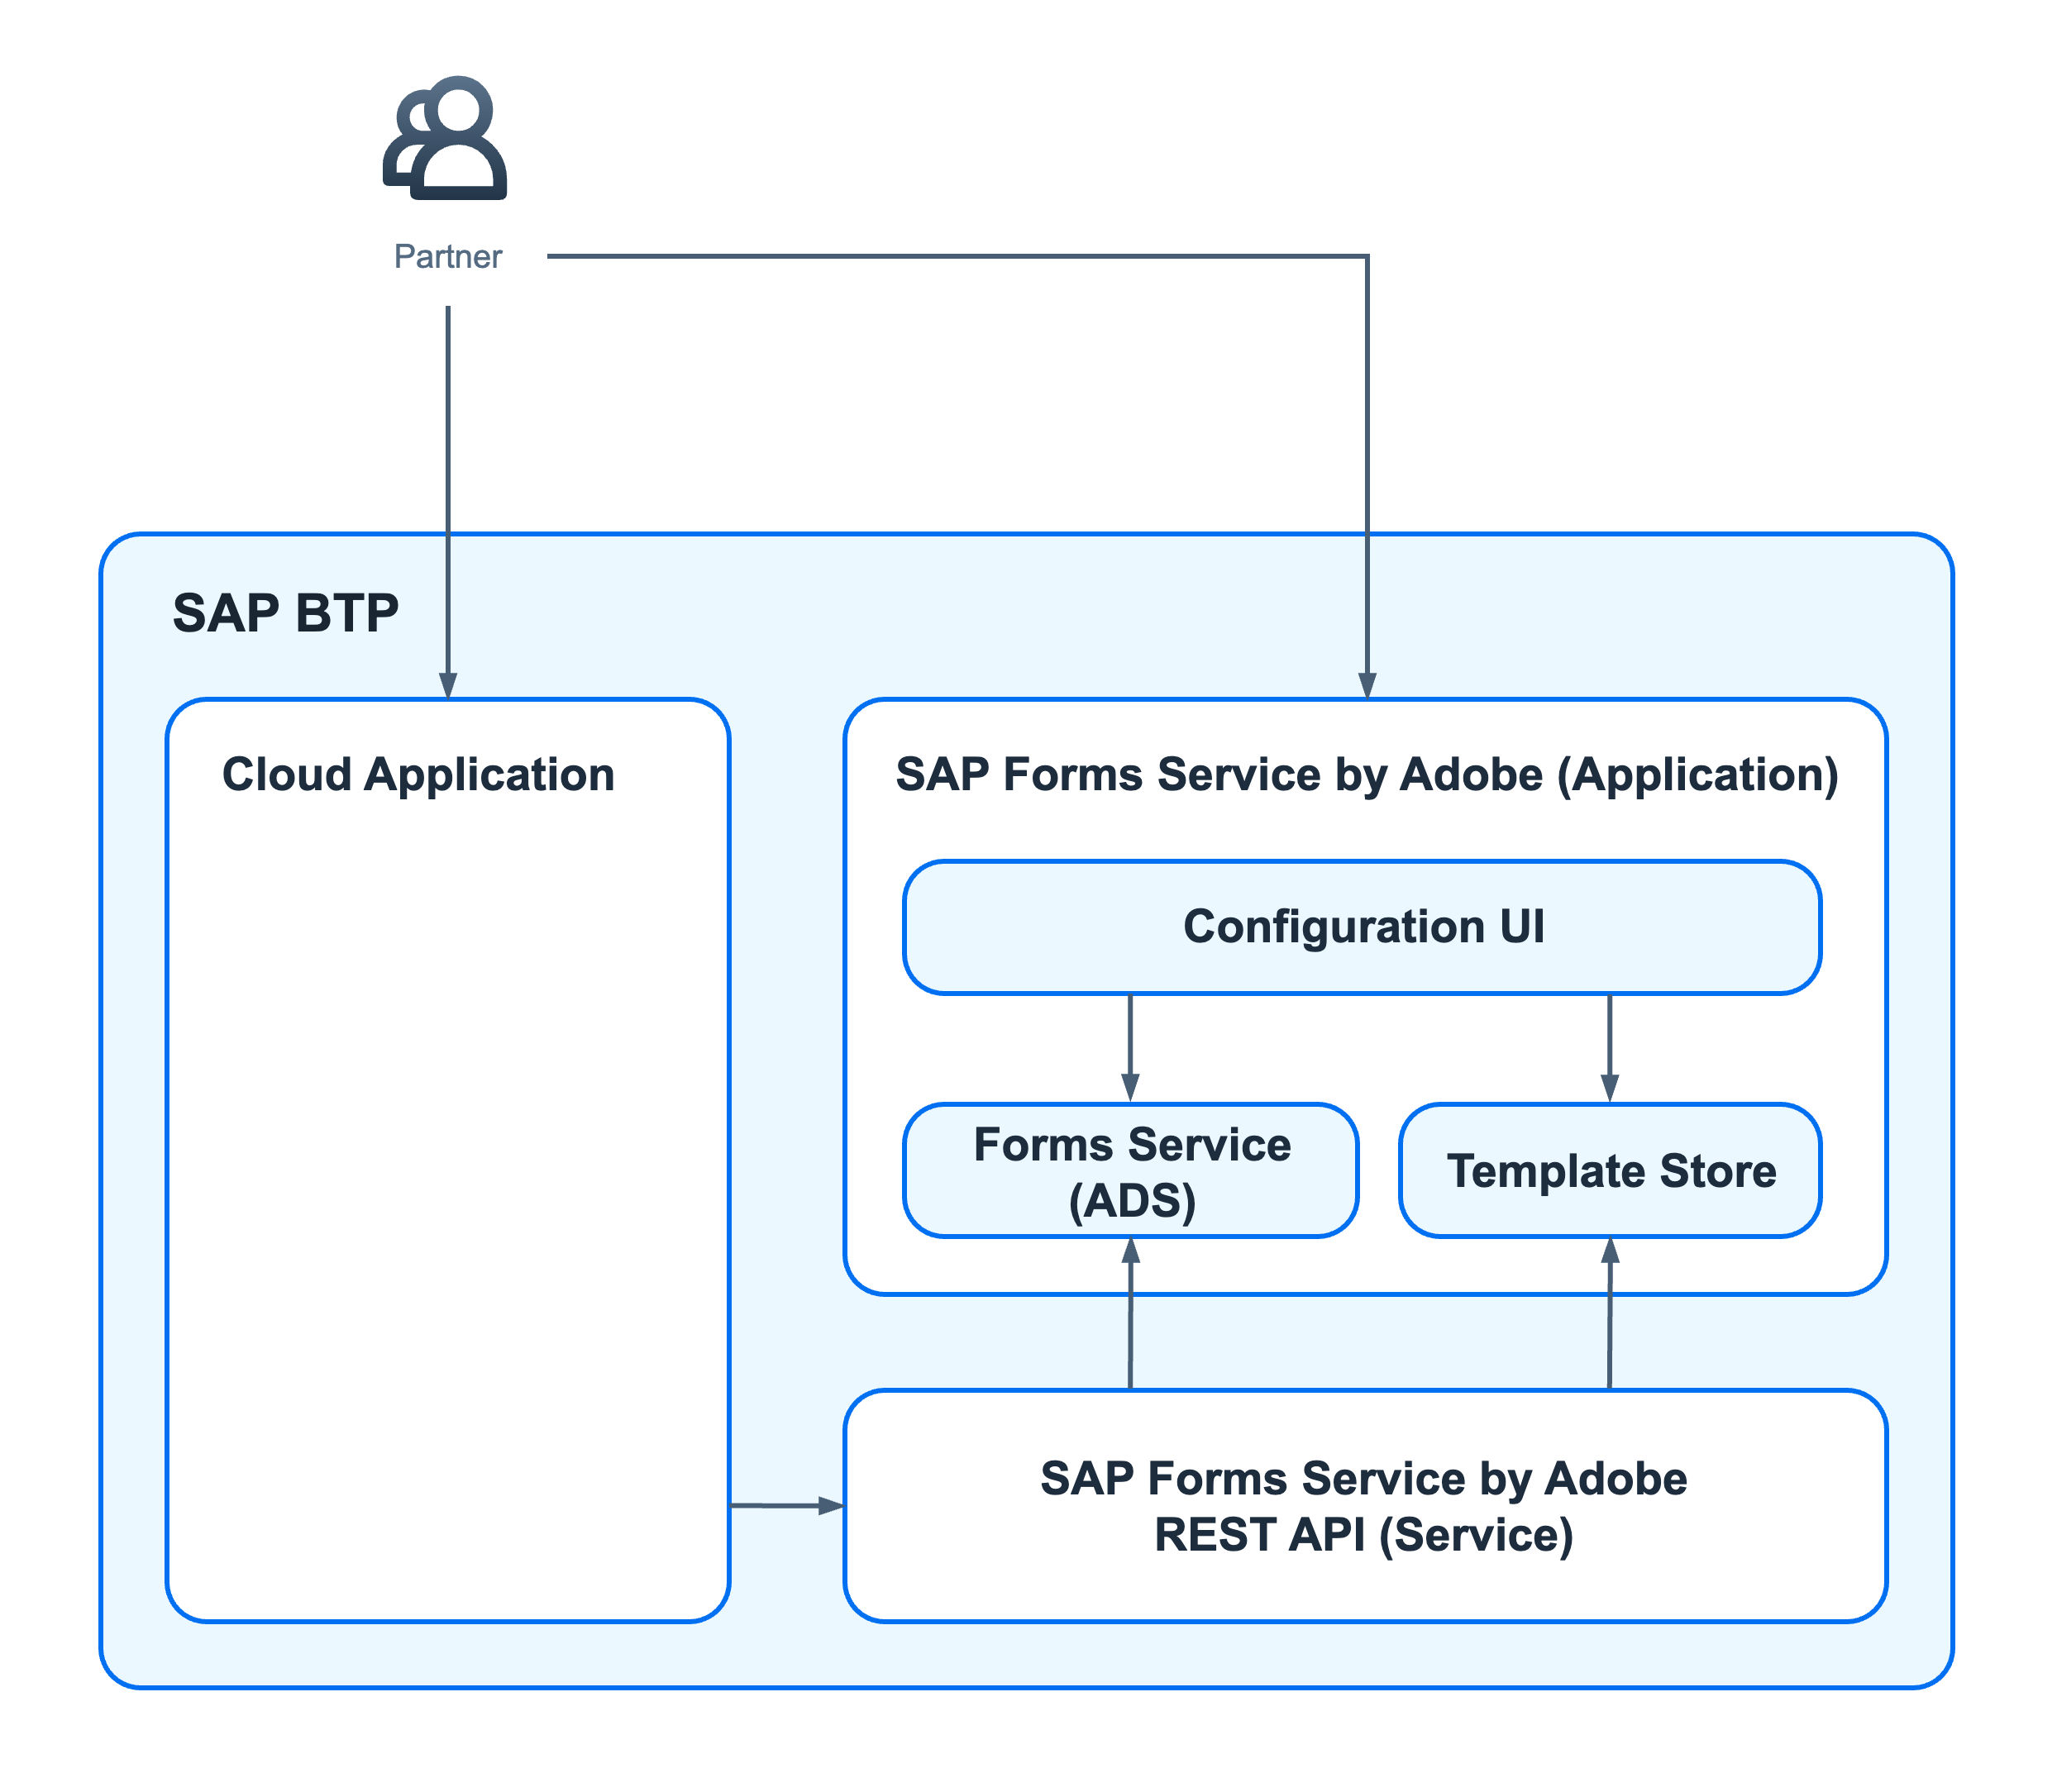 Partner
SAP BTP
Cloud Application
SAP Forms Service by Adobe (Application)
Configuration UI
Forms Service
(ADS)
Template Store
SAP Forms Service by Adobe
REST API (Service)